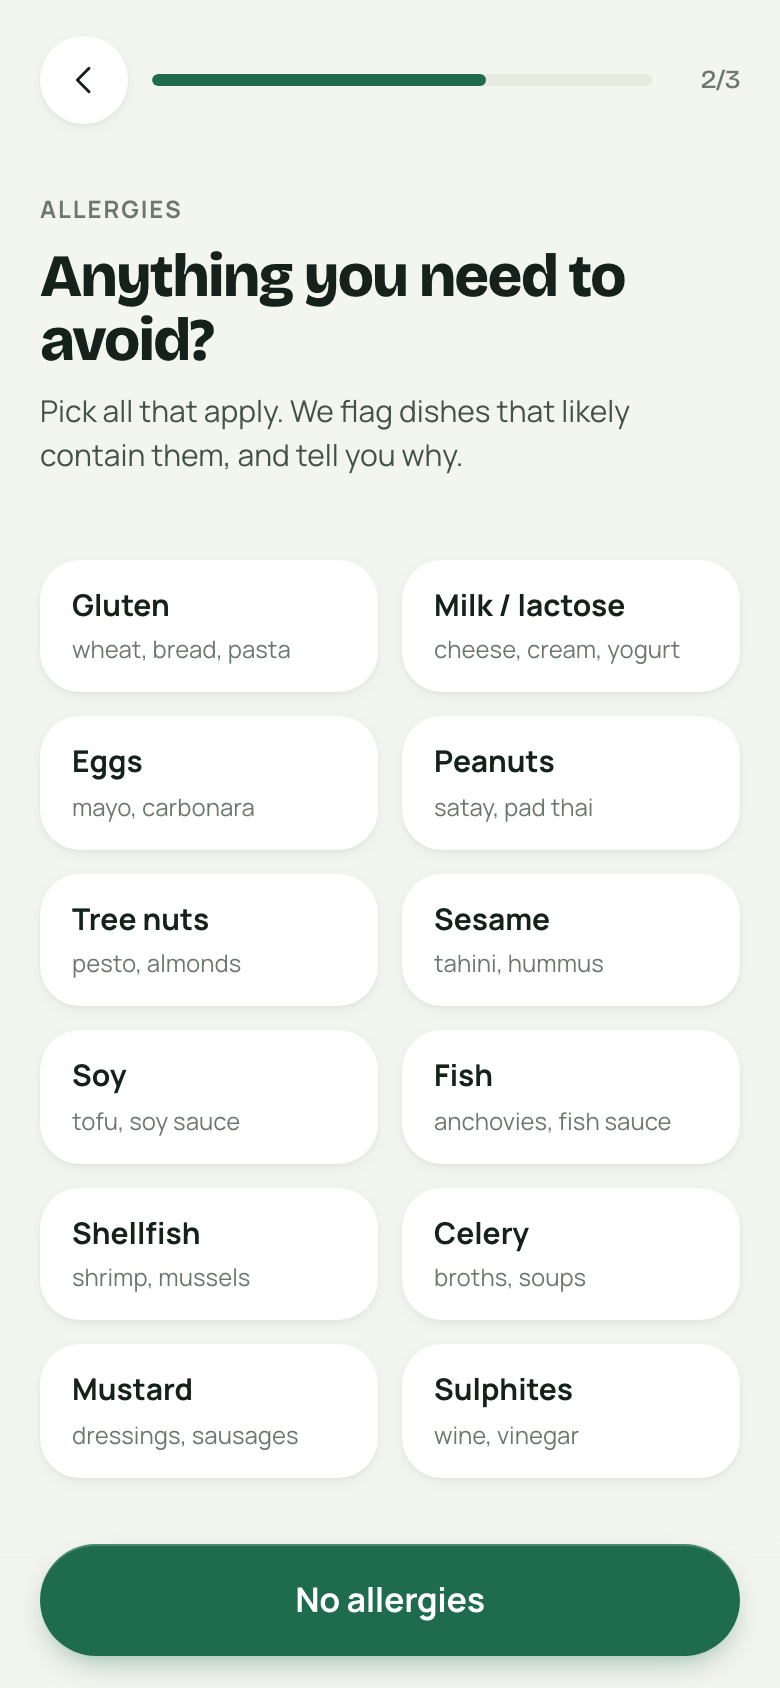 2/3
ALLERGIES
Anything you need to
avoid?
Pick all that apply. We flag dishes that likely
contain them, and tell you why.
Gluten
wheat, bread, pasta
Milk / lactose
cheese, cream, yogurt
Eggs
mayo, carbonara
Peanuts
satay, pad thai
Tree nuts
pesto, almonds
Sesame
tahini, hummus
Soy
tofu, soy sauce
Fish
anchovies, fish sauce
Shellfish
shrimp, mussels
Celery
broths, soups
Mustard
dressings, sausages
Sulphites
wine, vinegar
No allergies